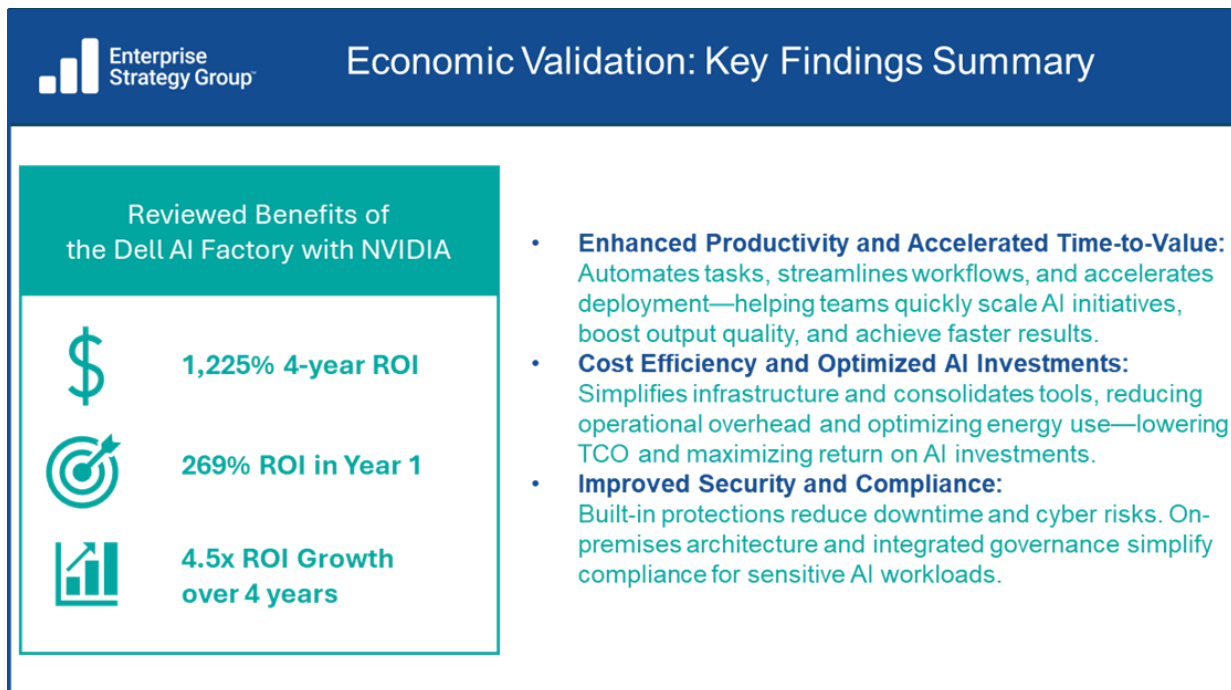 Enterprise
Strategy Group™
Economic Validation: Key Findings Summary
Reviewed Benefits of
the Dell AI Factory with NVIDIA
$
1,225% 4-year ROI
269% ROI in Year 1
4.5x ROI Growth
over 4 years
• Enhanced Productivity and Accelerated Time-to-Value:
Automates tasks, streamlines workflows, and accelerates
deployment—helping teams quickly scale AI initiatives,
boost output quality, and achieve faster results.
• Cost Efficiency and Optimized AI Investments:
Simplifies infrastructure and consolidates tools, reducing
operational overhead and optimizing energy use—lowering
TCO and maximizing return on AI investments.
• Improved Security and Compliance:
Built-in protections reduce downtime and cyber risks. On-
premises architecture and integrated governance simplify
compliance for sensitive AI workloads.